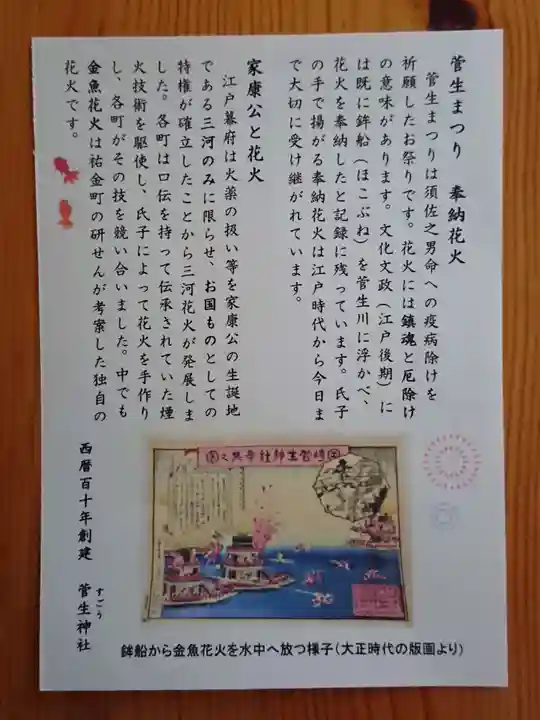 菅生まつり　奉納花火
菅生まつりは須佐之男命への疫病除けを
祈願したお祭りです。花火には鎮魂と厄除け
の意味があります。文化文政（江戸後期）に
は既に鉾船（ほこぶね）を菅生川に浮かべ、
花火を奉納したと記録に残っています。氏子
の手で揚がる奉納花火は江戸時代から今日ま
で大切に受け継がれています。
家康公と花火
江戸幕府は火薬の扱い等を家康公の生誕地
である三河のみに限らせ、お国ものとしての
特権が確立したことから三河花火が発展しま
した。各町は口伝を持って伝承されていた煙
火技術を駆使し、氏子によって花火を手作り
し、各町がその技を競い合いました。中でも
金魚花火は祐金町の研せんが考案した独自の
花火です。
西暦百十年創建　菅生神社
すごう
鉾船から金魚花火を水中へ放つ様子（大正時代の版画より）